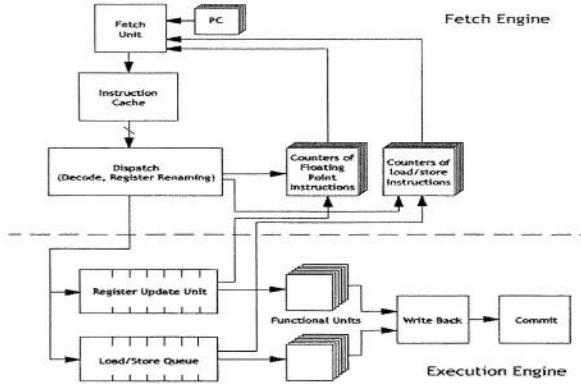 Fetch Engine
Fetch
Unit
PC
Instruction
Cache
Dispatch
(Decode, Register Renaming)
Counters of
Floating
Point
Instructions
Counters of
load/store
Instructions
Register Update Unit
Functional Units
Write Back
Commit
Load/Store Queue
Execution Engine